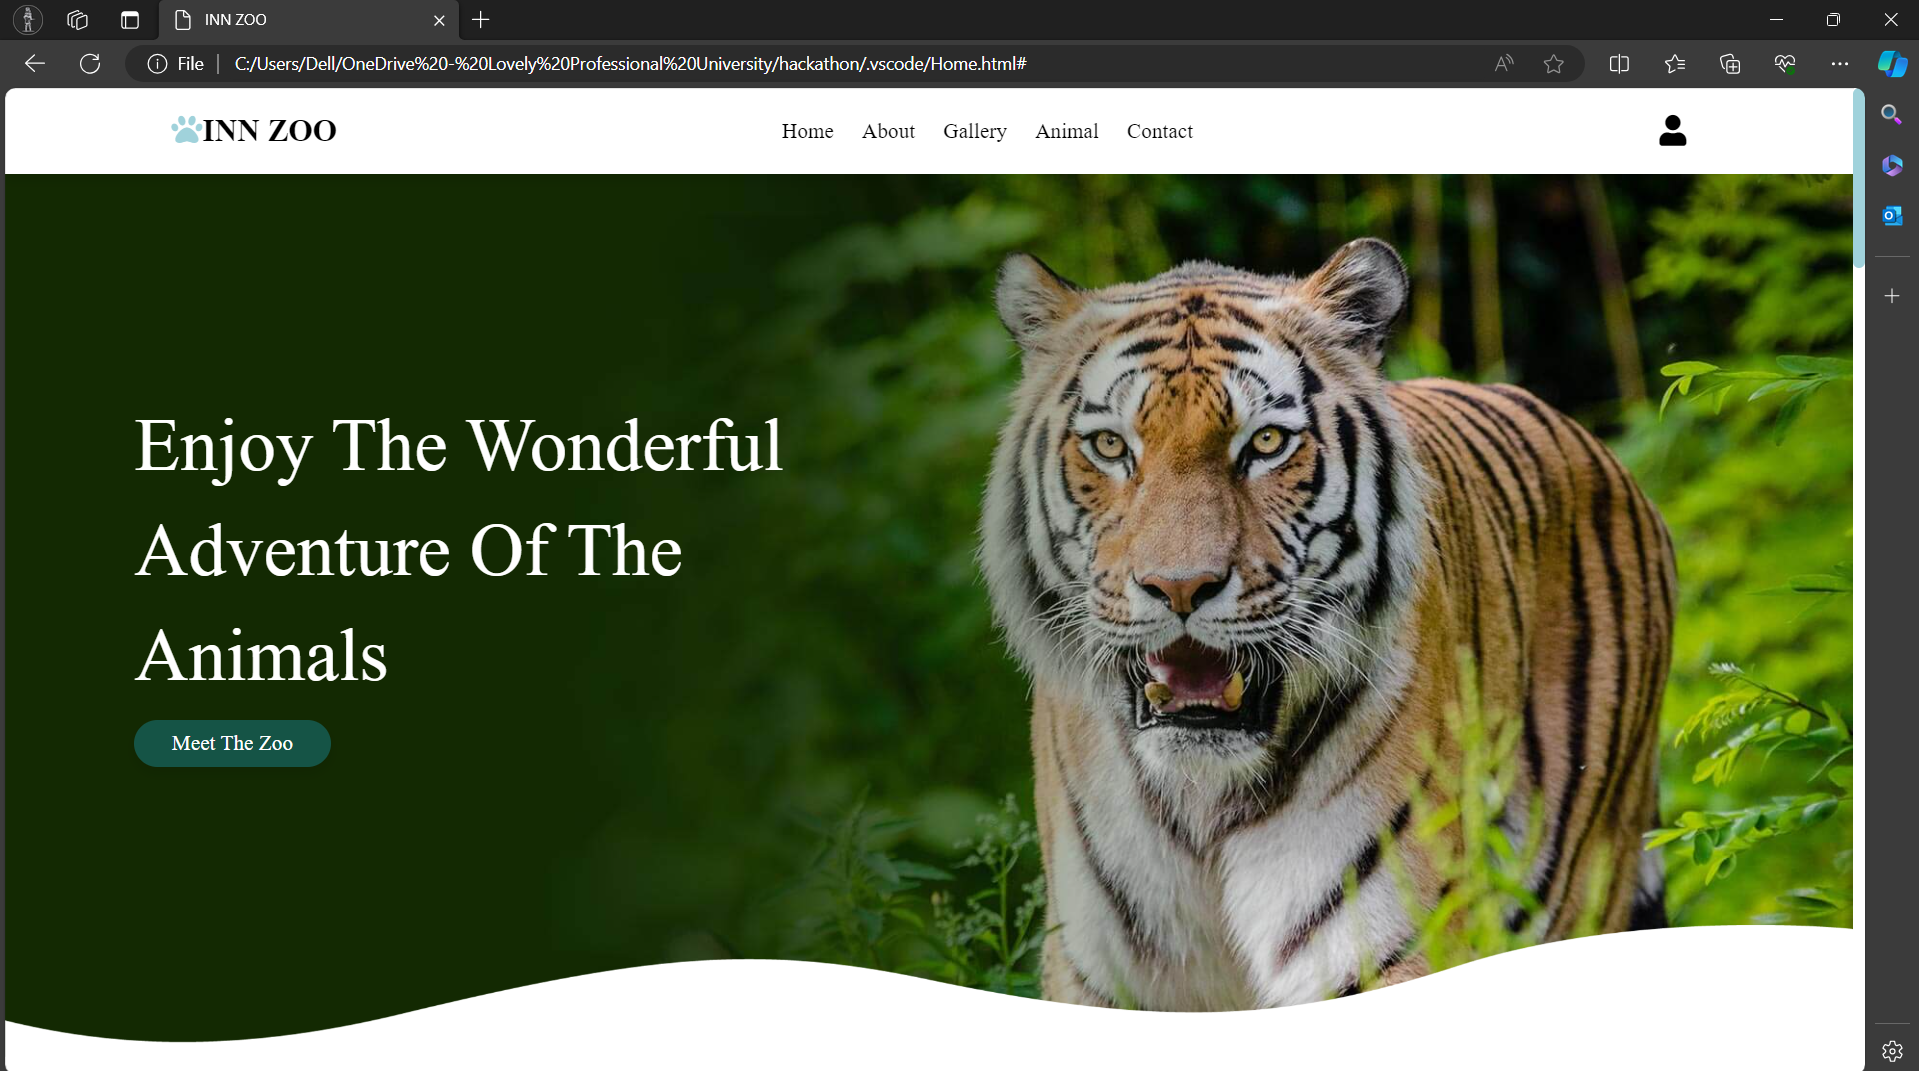 INN ZOO
File
C:/Users/Dell/OneDrive%20-%20Lovely%20Professional%20University/hackathon/.vscode/Home.html#
INN ZOO
Home About Gallery Animal Contact
Enjoy The Wonderful
Adventure Of The
Animals
Meet The Zoo